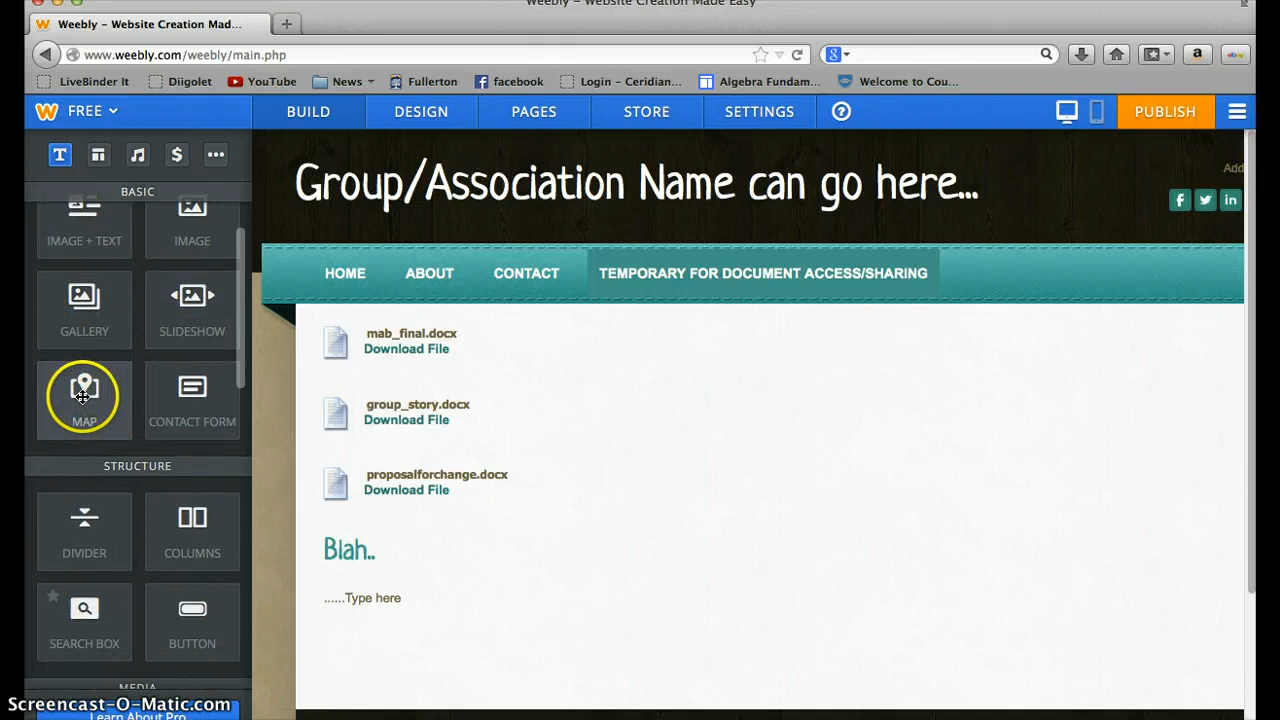 Weebly - Website Creation Made Easy
Weebly - Website Creation Mad...
www.weebly.com/weebly/main.php
LiveBinder It
Diigolet
YouTube
News
Fullerton
facebook
Login - Ceridian...
Algebra Fundam...
Welcome to Cou...
FREE
BUILD
DESIGN
PAGES
STORE
SETTINGS
PUBLISH
BASIC
IMAGE + TEXT
IMAGE
GALLERY
SLIDESHOW
MAP
CONTACT FORM
STRUCTURE
DIVIDER
COLUMNS
SEARCH BOX
BUTTON
MEDIA
Learn About Pro
Group/Association Name can go here...
Add
HOME
ABOUT
CONTACT
TEMPORARY FOR DOCUMENT ACCESS/SHARING
mab_final.docx
Download File
group_story.docx
Download File
proposalforchange.docx
Download File
Blah..
......Type here
Screencast-O-Matic.com